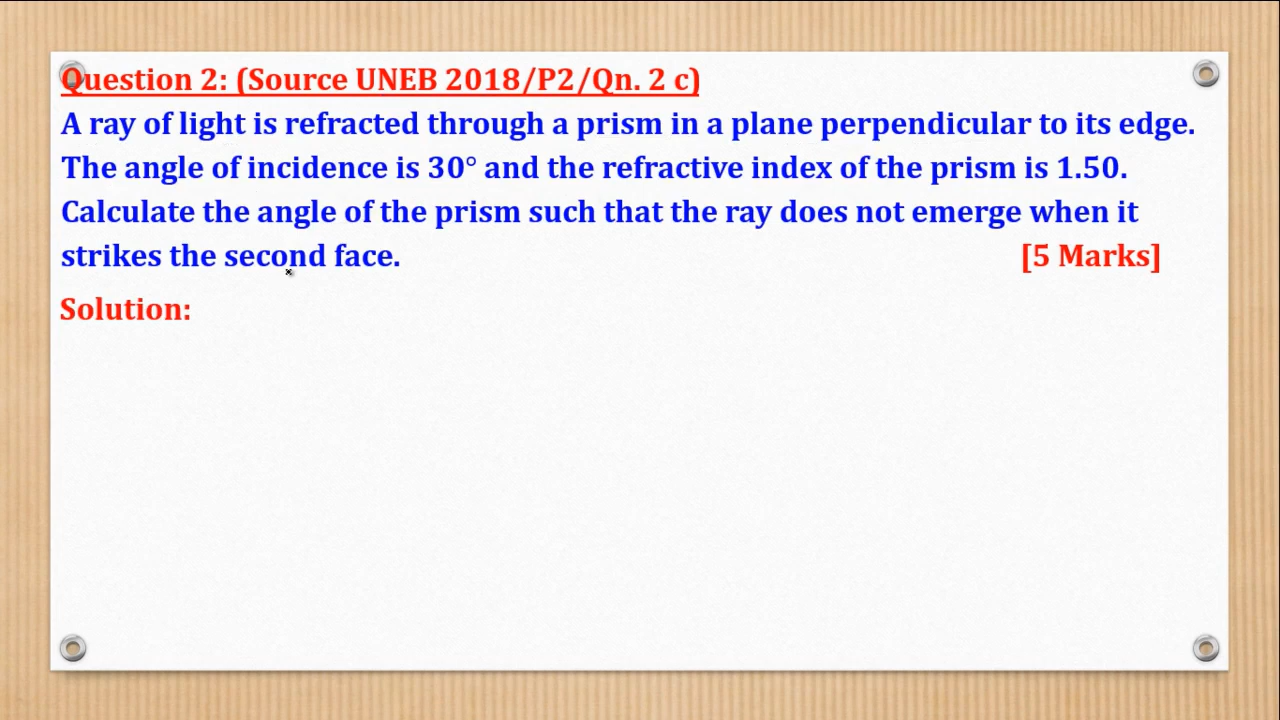 Question 2: (Source UNEB 2018/P2/Qn. 2 c)
A ray of light is refracted through a prism in a plane perpendicular to its edge.
The angle of incidence is 30° and the refractive index of the prism is 1.50.
Calculate the angle of the prism such that the ray does not emerge when it
strikes the second face. [5 Marks]
Solution: